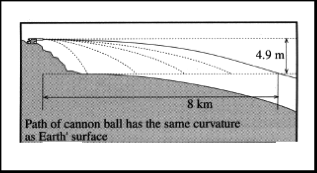 4.9 m
8 km
Path of cannon ball has the same curvature
as Earth' surface